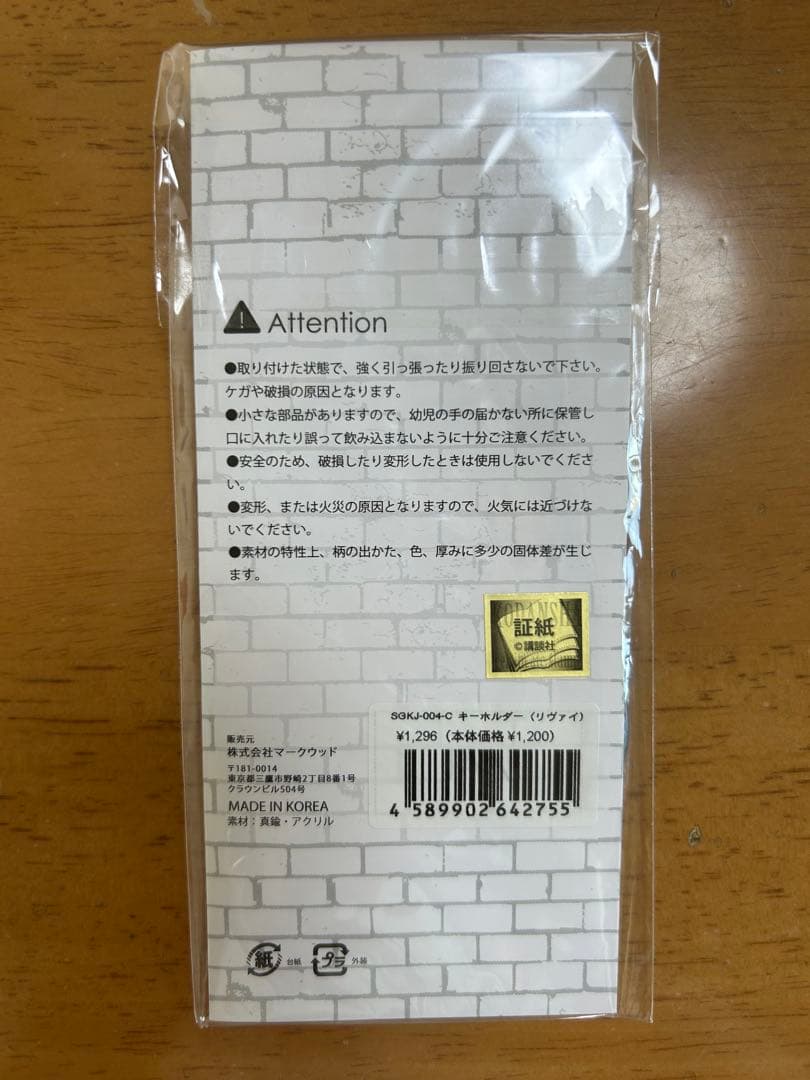 Attention
●取り付けた状態で、強く引っ張ったり振り回さないで下さい。
ケガや破損の原因となります。
●小さな部品がありますので、幼児の手の届かない所に保管し
口に入れたり誤って飲み込まないように十分ご注意ください。
●安全のため、破損したり変形したときは使用しないでくださ
い。
●変形、または火災の原因となりますので、火気には近づけな
いでください。
●素材の特性上、柄の出かた、色、厚みに多少の固体差が生じ
ます。
KODANSH
証紙
©講談社
SGKJ-004-C キーホルダー（リヴァイ）
¥1,296（本体価格 ¥1,200）
4 589902 642755
販売元
株式会社マークウッド
〒181-0014
東京都三鷹市野崎2丁目8番1号
クラウンビル504号
MADE IN KOREA
素材：真鍮・アクリル
紙 台紙 プラ 外装